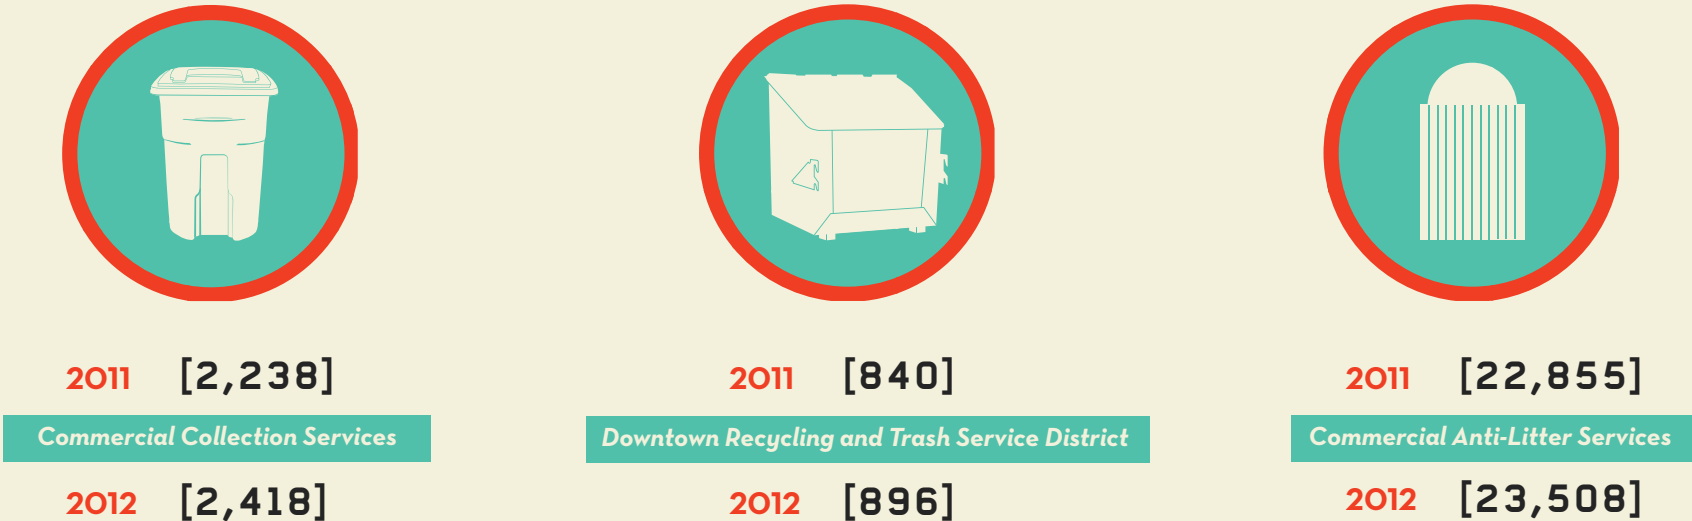 2011 [2,238]
Commercial Collection Services
2012 [2,418]
2011 [840]
Downtown Recycling and Trash Service District
2012 [896]
2011 [22,855]
Commercial Anti-Litter Services
2012 [23,508]